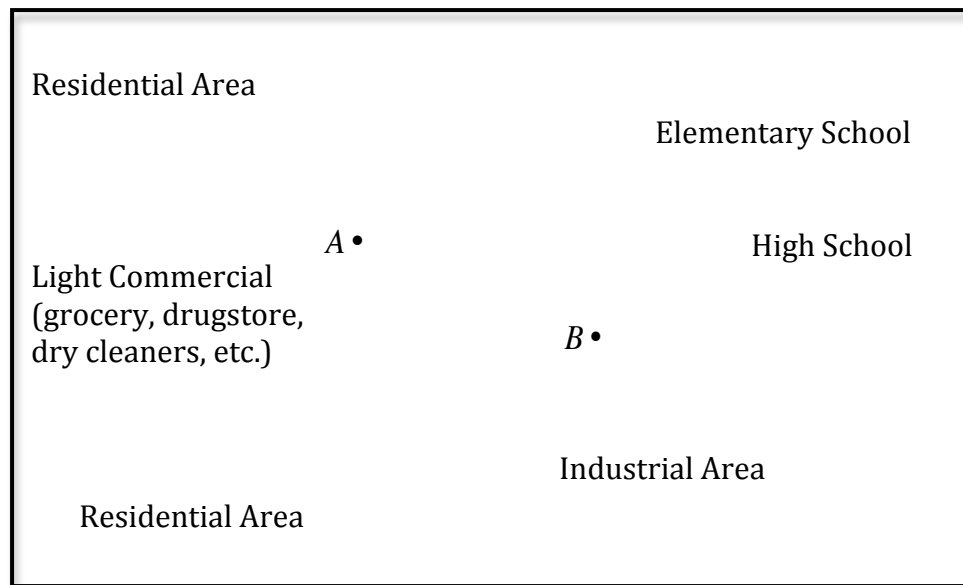 Residential Area
Elementary School
A •
High School
Light Commercial
(grocery, drugstore,
dry cleaners, etc.)
B •
Industrial Area
Residential Area